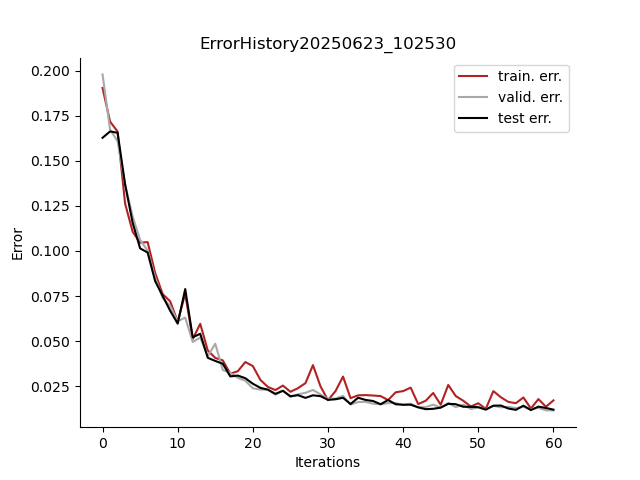 ErrorHistory20250623_102530
train. err.
valid. err.
test err.
0.200
0.175
0.150
0.125
0.100
0.075
0.050
0.025
Error
0 10 20 30 40 50 60
Iterations